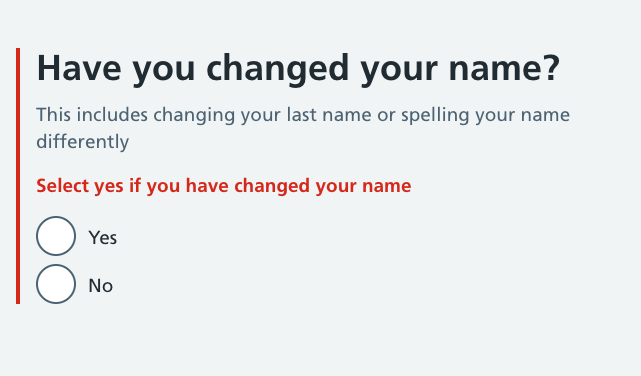 Have you changed your name?
This includes changing your last name or spelling your name
differently
Select yes if you have changed your name
Yes
No